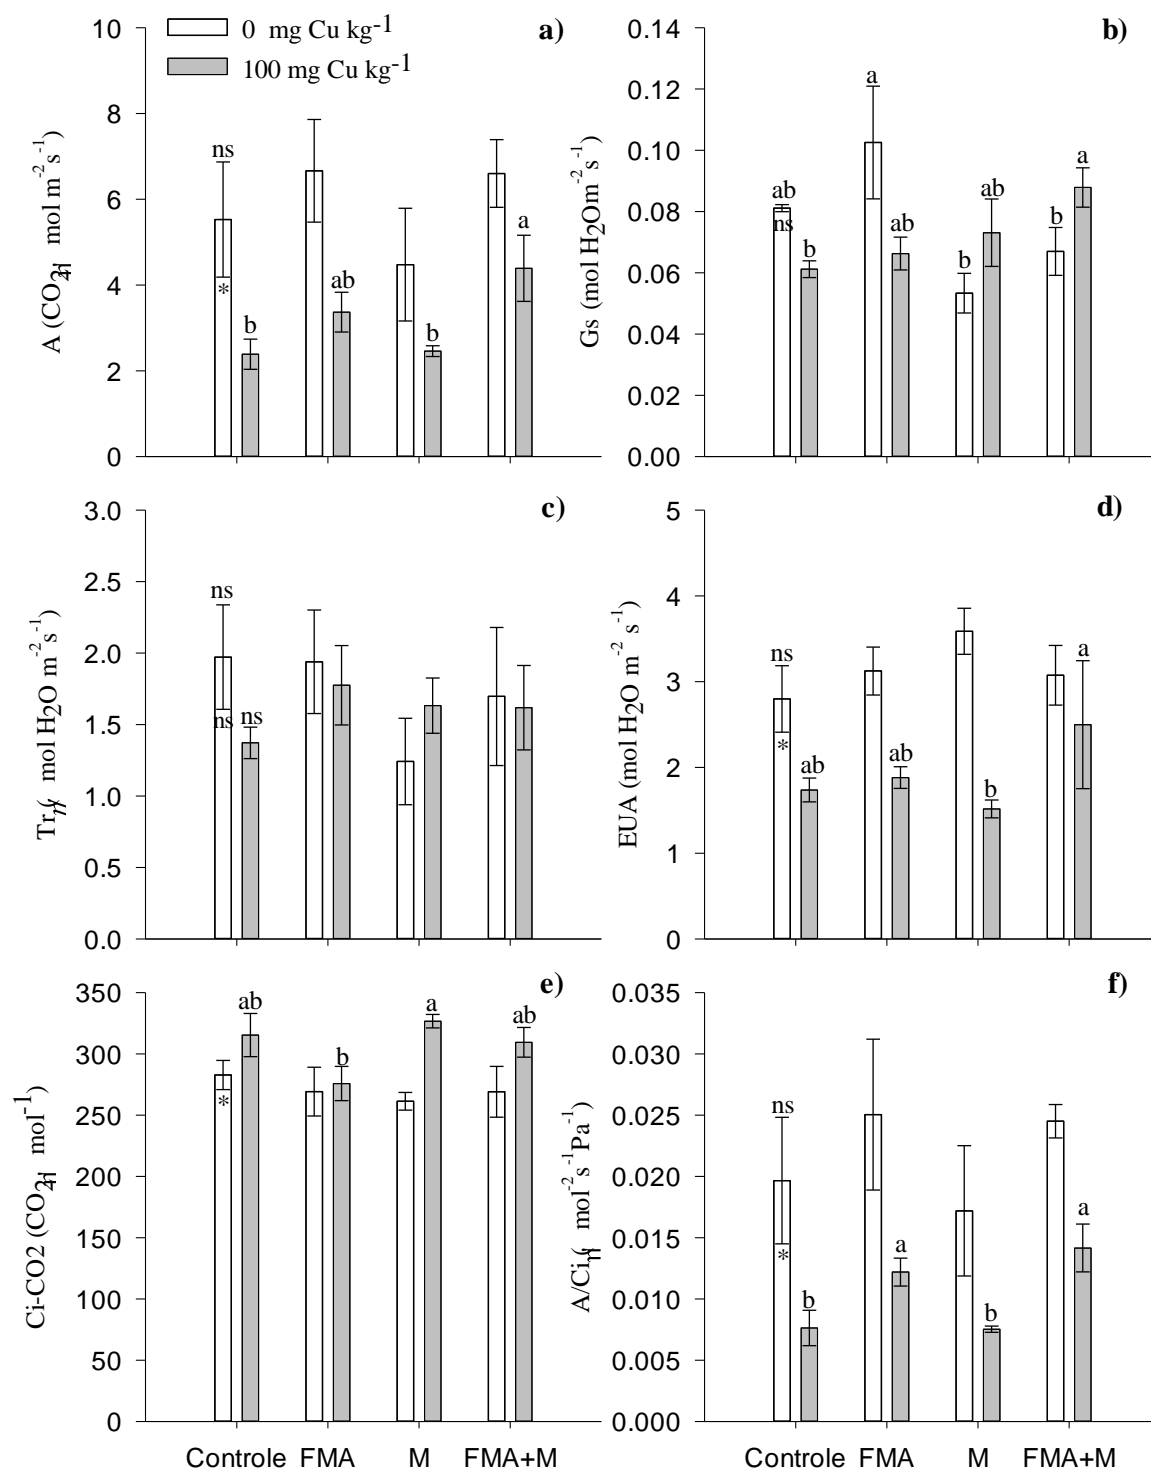 0 mg Cu kg-1
100 mg Cu kg-1
a)
A (CO2 mol m-2s-1)
10
8
6
4
2
0
ns
*
b
ab
b
a
b)
Gs (mol H2Om-2s-1)
0.14
0.12
0.10
0.08
0.06
0.04
0.02
0.00
ab
ns
b
a
ab
b
ab
b
a
c)
Tr ( mol H2O m-2s-1)
3.0
2.5
2.0
1.5
1.0
0.5
0.0
ns
ns
ns
d)
EUA (mol H2O m-2 s-1)
5
4
3
2
1
0
ns
*
ab
ab
b
a
e)
Ci-CO2 (CO2 mol-1)
350
300
250
200
150
100
50
0
*
ab
b
a
ab
Controle FMA M FMA+M
f)
A/Ci ( mol-2s-1Pa-1)
0.035
0.030
0.025
0.020
0.015
0.010
0.005
0.000
ns
*
b
a
b
a
Controle FMA M FMA+M